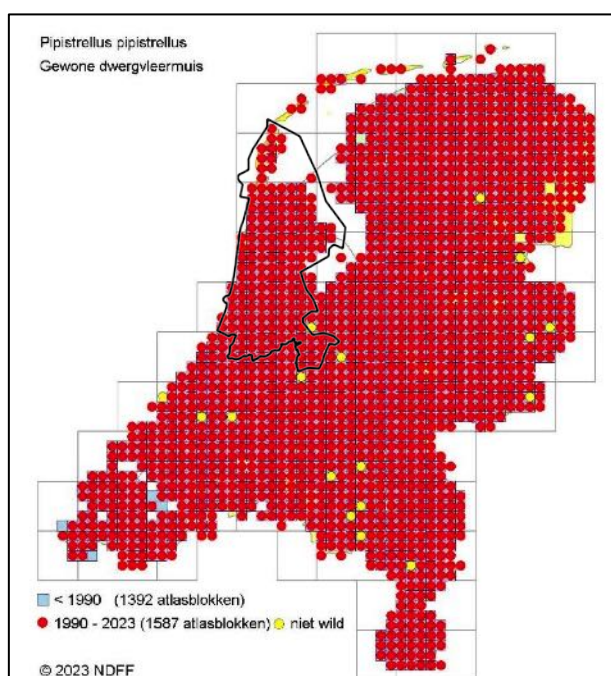 Pipistrellus pipistrellus
Gewone dwergvleermuis
< 1990 (1392 atlasblokken)
1990 - 2023 (1587 atlasblokken) niet wild
© 2023 NDFF